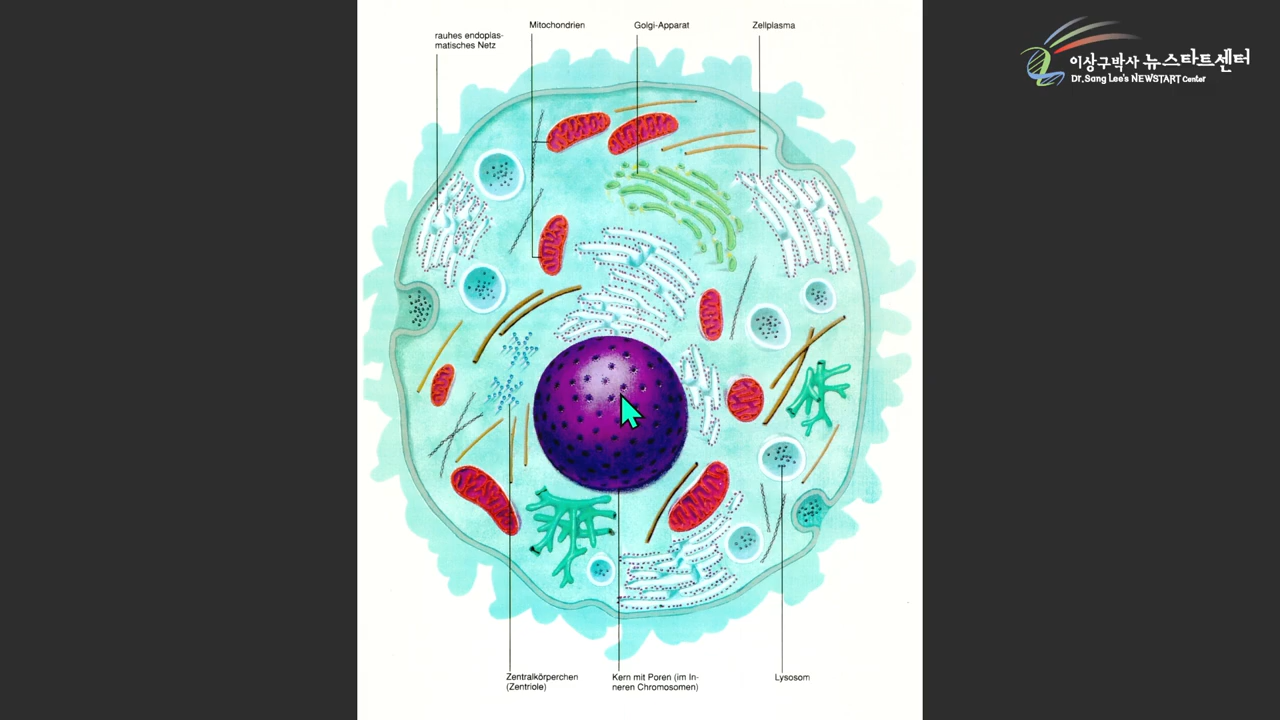 Mitochondrien
Golgi-Apparat
Zellplasma
rauhes endoplas-
matisches Netz
이상구박사 뉴스타트센터
Dr. Sang Lee's NEWSTART Center
Zentralkörperchen
(Zentriole)
Kern mit Poren (im In-
neren Chromosomen)
Lysosom